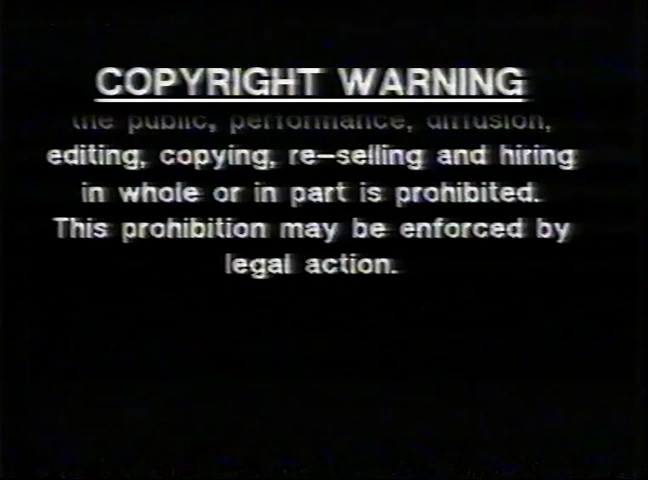 COPYRIGHT WARNING
the public, performance, diffusion,
editing, copying, re-selling and hiring
in whole or in part is prohibited.
This prohibition may be enforced by
legal action.